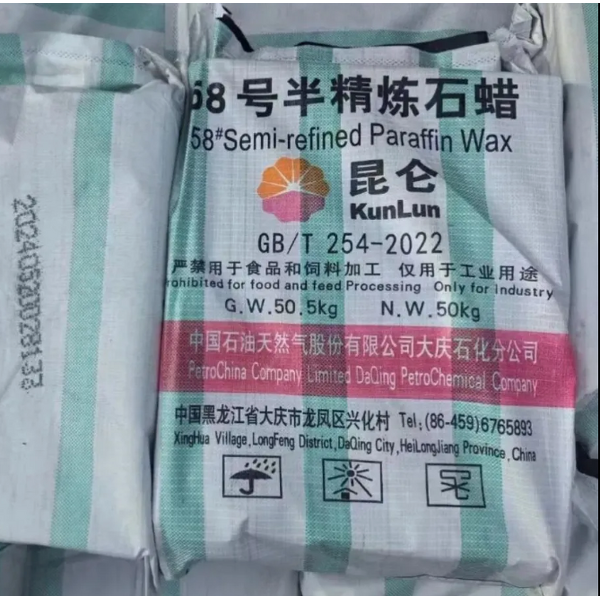 58号半精炼石蜡
58#Semi-refined Paraffin Wax
昆仑
KunLun
GB/T 254-2022
严禁用于食品和饲料加工 仅用于工业用途
rohibited for food and feed Processing Only for industry
G.W.50.5kg N.W.50kg
中国石油天然气股份有限公司大庆石化分公司
PetroChina Company Limited DaQing PetroChemical Company
中国黑龙江省大庆市龙凤区兴化村 Tel:(86-459)6765893
XingHua Village,LongFeng District,DaQing City,HeiLongJiang Province,China
20240520028133